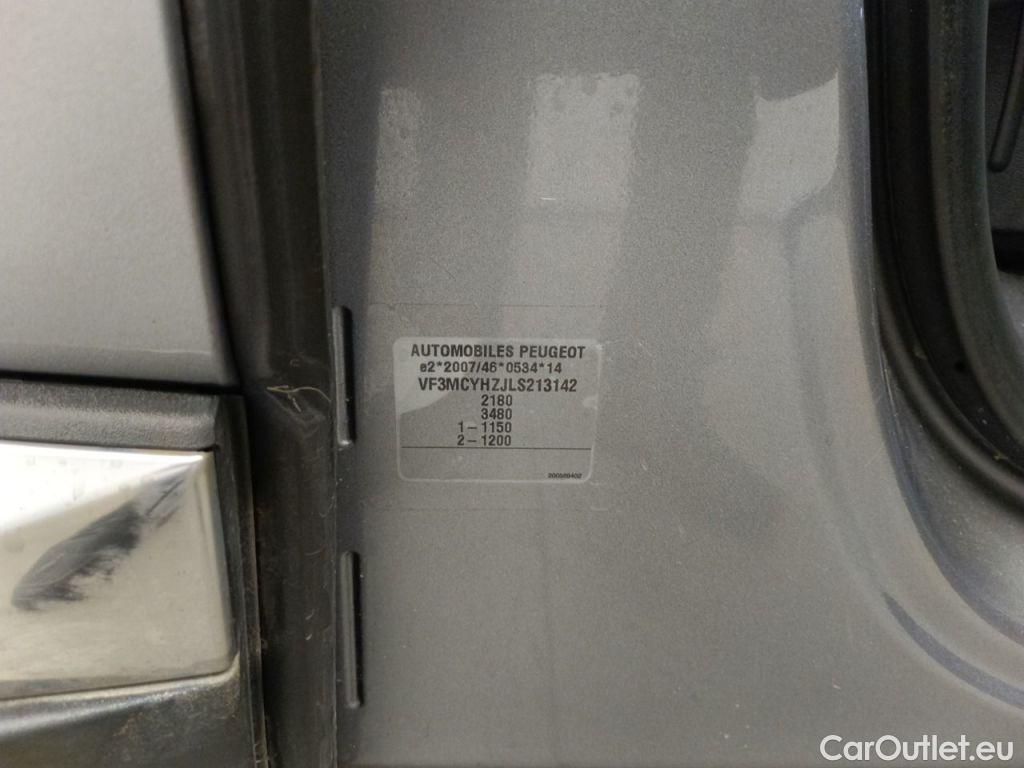 AUTOMOBILES PEUGEOT
e2*2007/46*0534*14
VF3MCYHZJLS213142
2180
3480
1-1150
2-1200
CarOutlet.eu